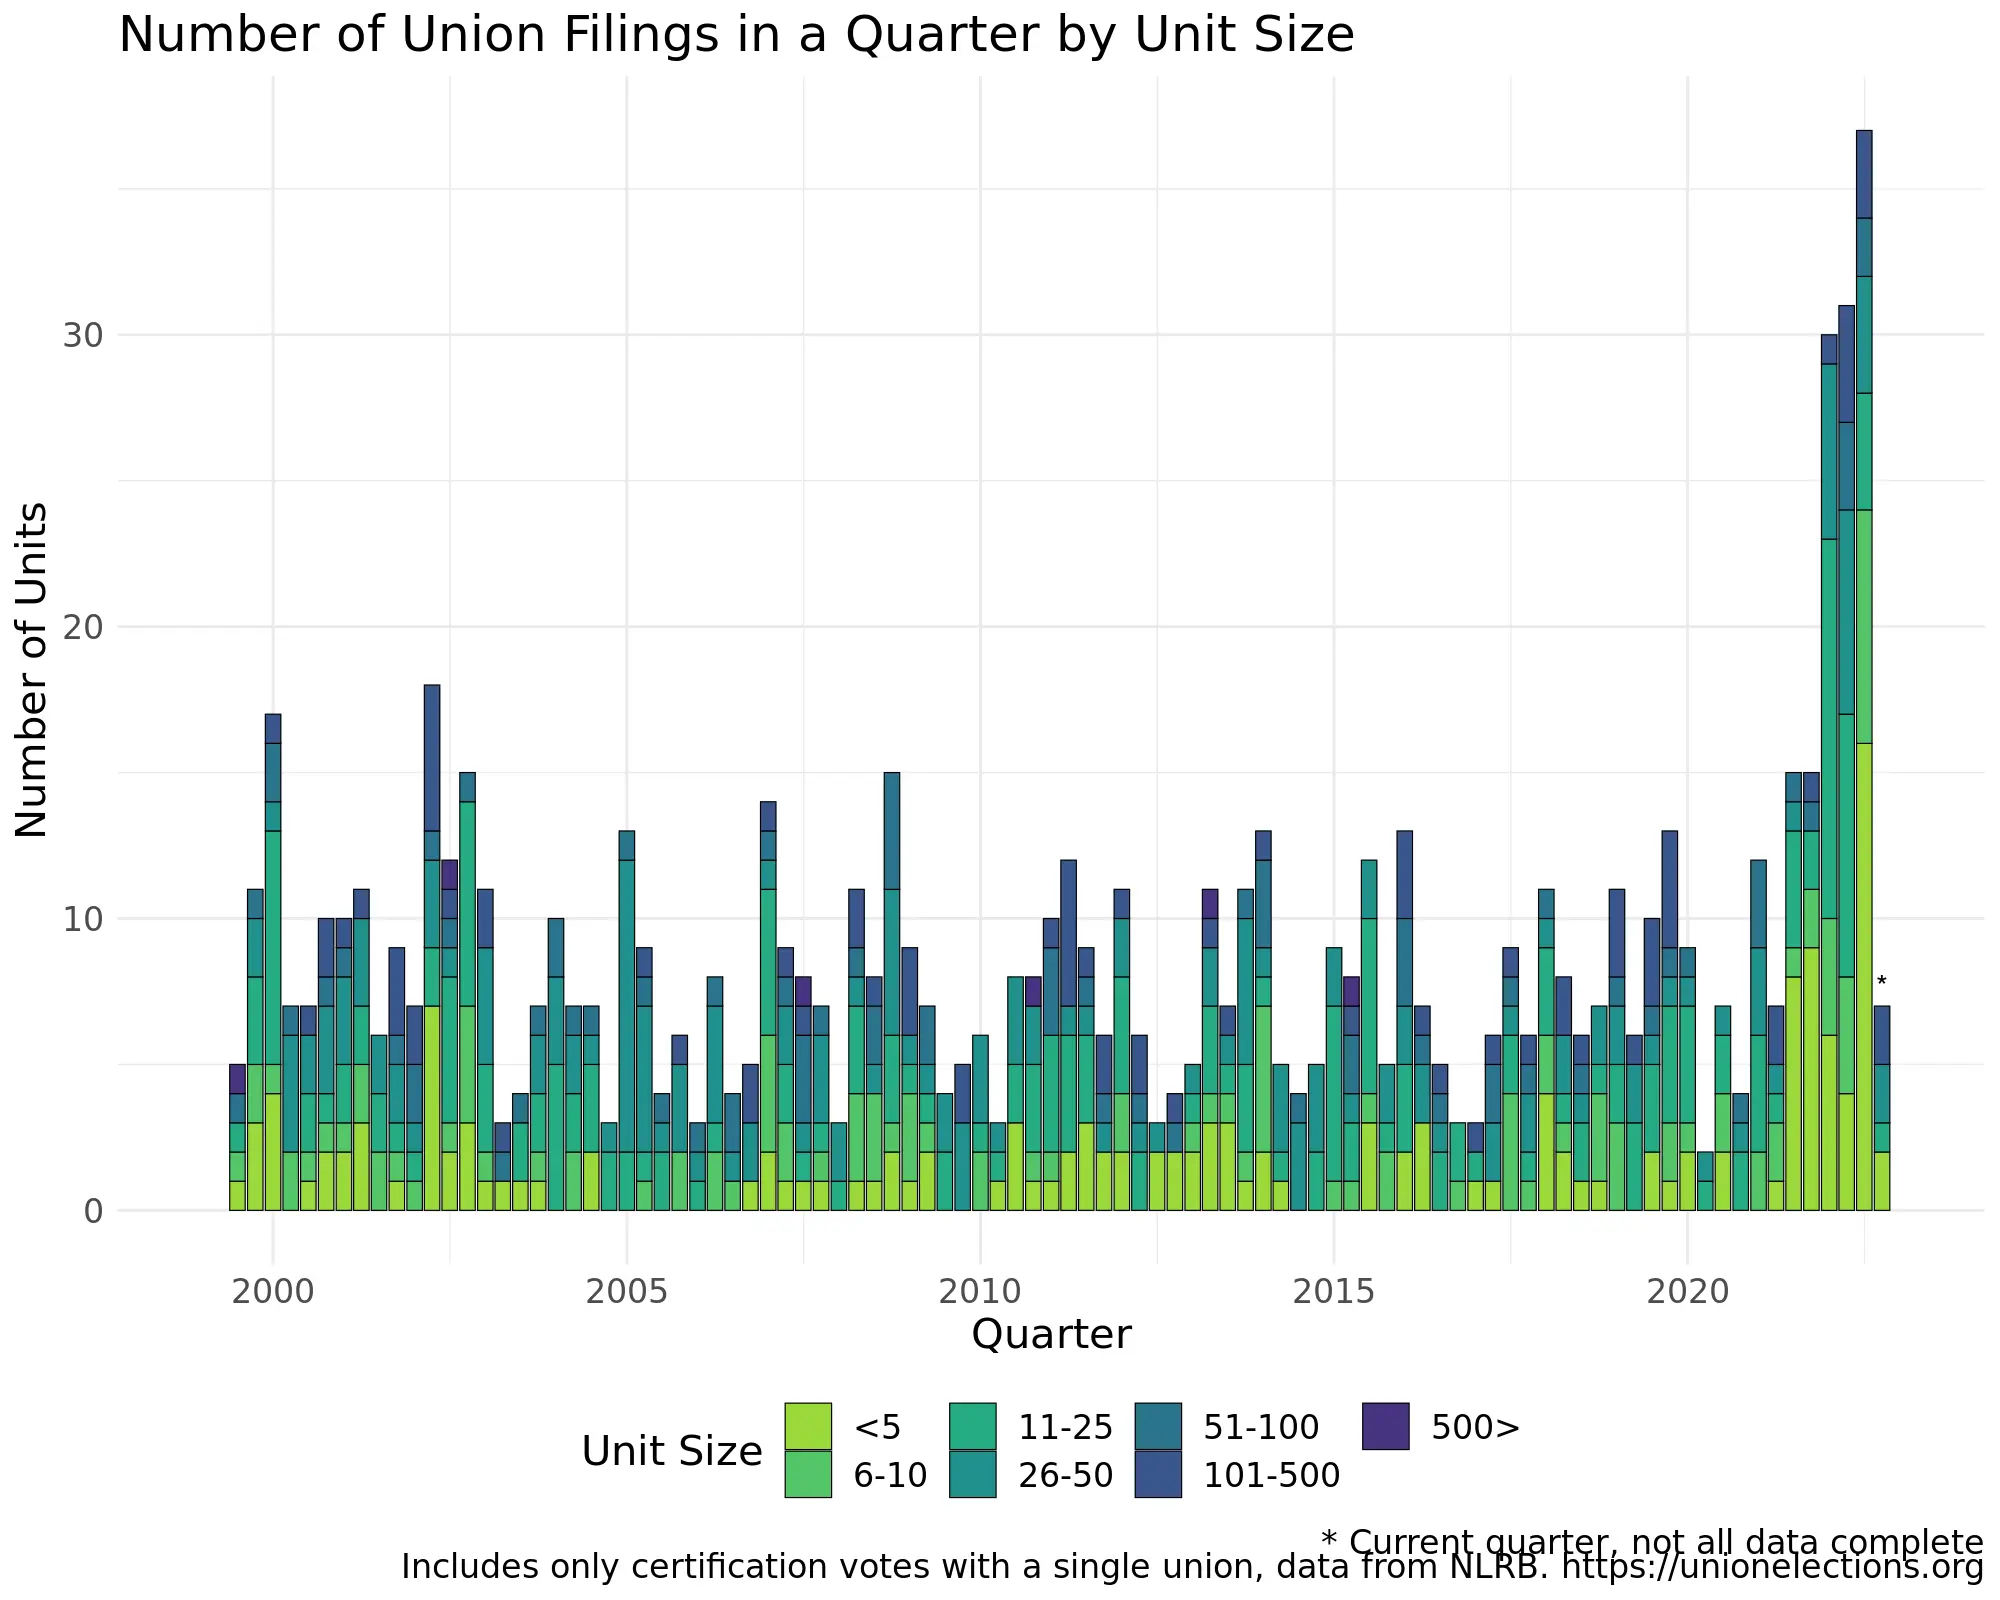 Number of Union Filings in a Quarter by Unit Size
Number of Units
30
20
10
0
*
2000 2005 2010 2015 2020
Quarter
Unit Size
<5 11-25 51-100 500>
6-10 26-50 101-500
* Current quarter, not all data complete
Includes only certification votes with a single union, data from NLRB. https://unionelections.org